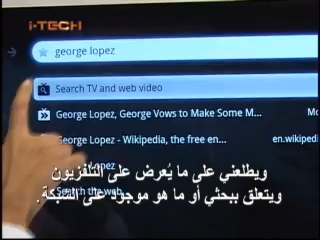 i-TECH
george lopez
Search TV and web video
George Lopez, George Vows to Make Some M...
Now
George Lopez - Wikipedia, the free en...
en.wikiped
Lopez
Search the web
ويطلعني على ما يُعرض على التلفزيون
ويتعلق ببحثي أو ما هو موجود على الشبكة.